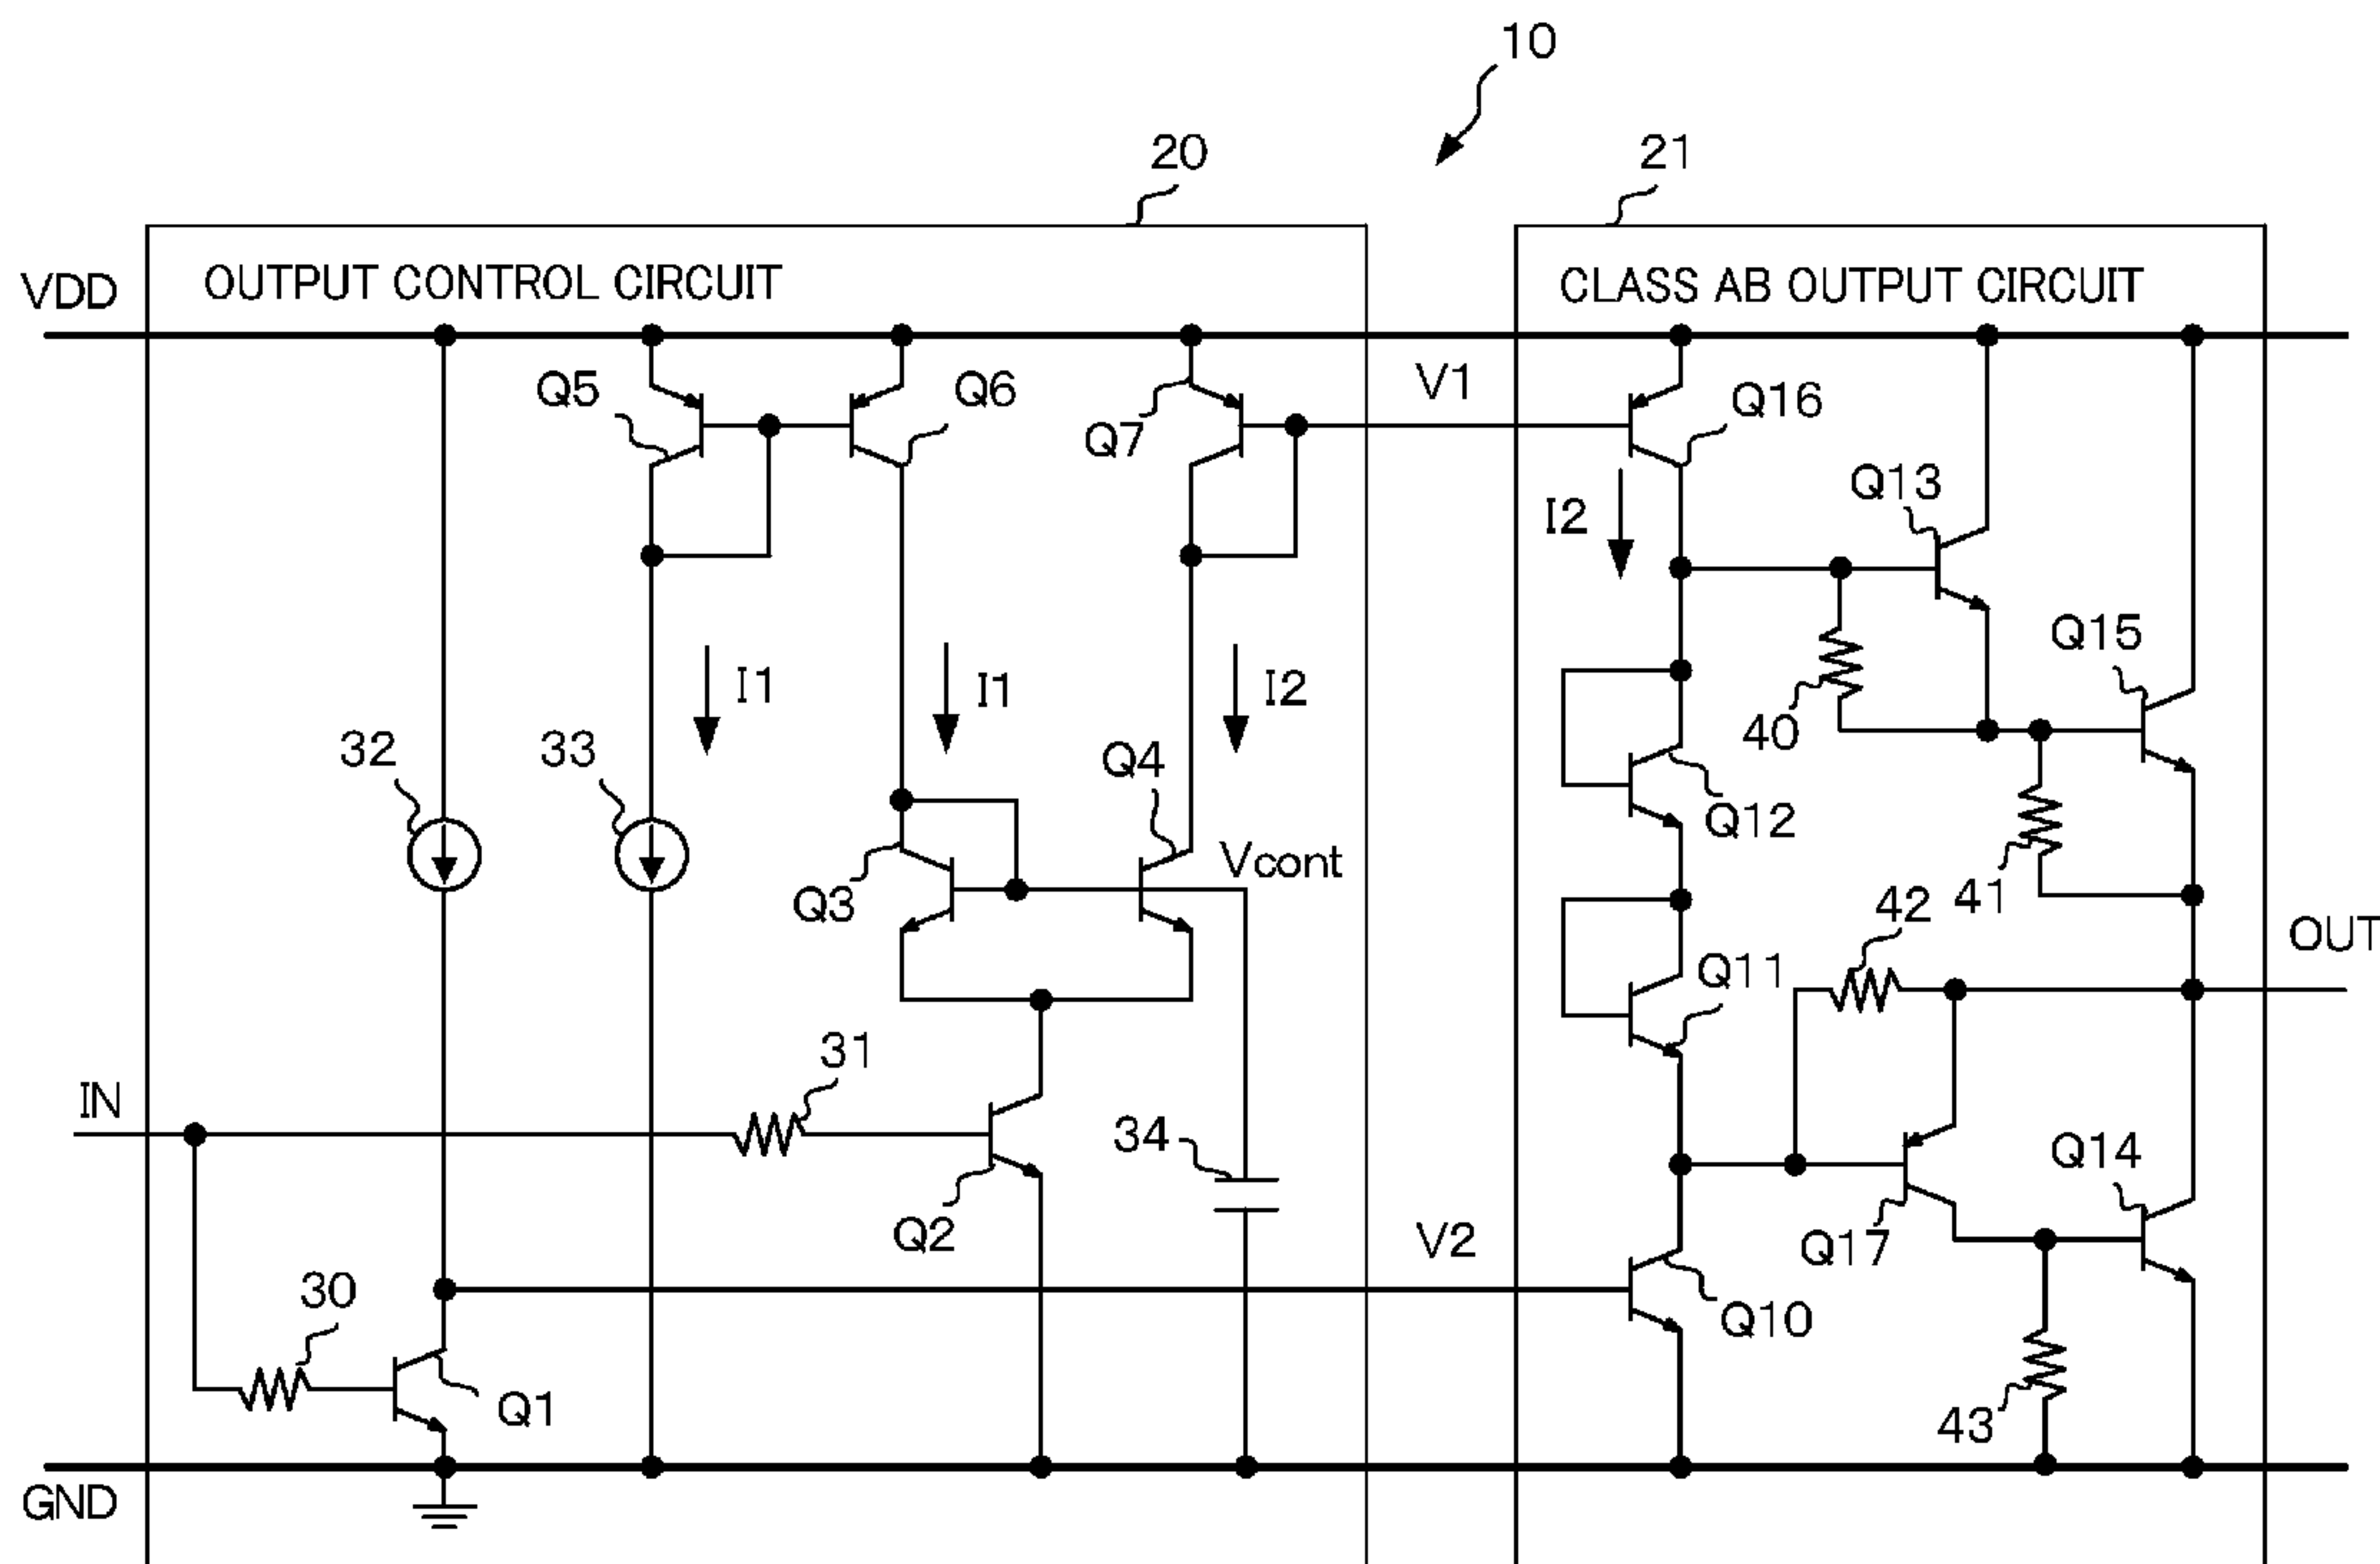 10
20
21
VDD
OUTPUT CONTROL CIRCUIT
CLASS AB OUTPUT CIRCUIT
Q5
Q6
Q7
V1
Q16
Q13
I2
Q15
I1
I1
I2
40
32
33
Q4
Q12
Vcont
Q3
41
42
OUT
Q11
31
IN
34
Q14
Q2
V2
Q17
30
Q10
Q1
43
GND